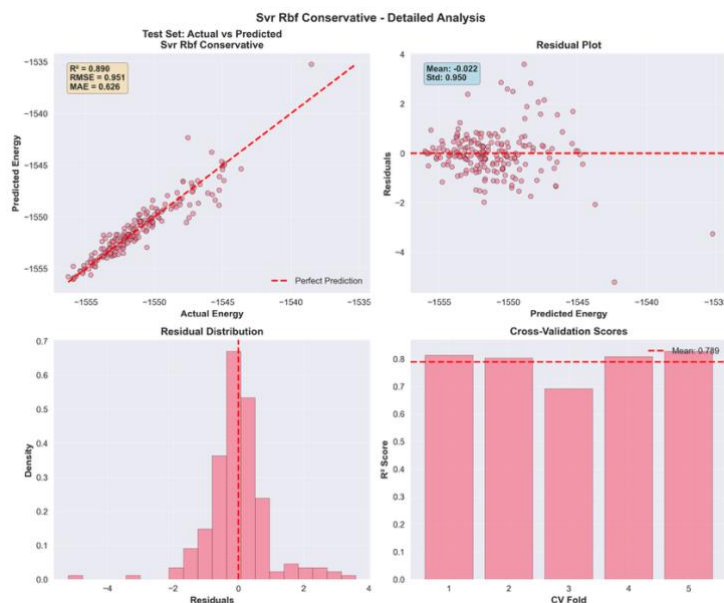 Svr Rbf Conservative - Detailed Analysis
Test Set: Actual vs Predicted
Svr Rbf Conservative
R² = 0.890
RMSE = 0.951
MAE = 0.626
−1535
−1540
−1545
−1550
−1555
Predicted Energy
Perfect Prediction
−1555 −1550 −1545 −1540 −1535
Actual Energy
Residual Plot
Mean: -0.022
Std: 0.950
4
2
0
−2
−4
Residuals
−1555 −1550 −1545 −1540 −1535
Predicted Energy
Residual Distribution
0.7
0.6
0.5
0.4
0.3
0.2
0.1
0.0
Density
−4 −2 0 2 4
Residuals
Cross-Validation Scores
Mean: 0.789
0.8
0.7
0.6
0.5
0.4
0.3
0.2
0.1
0.0
R² Score
1 2 3 4 5
CV Fold